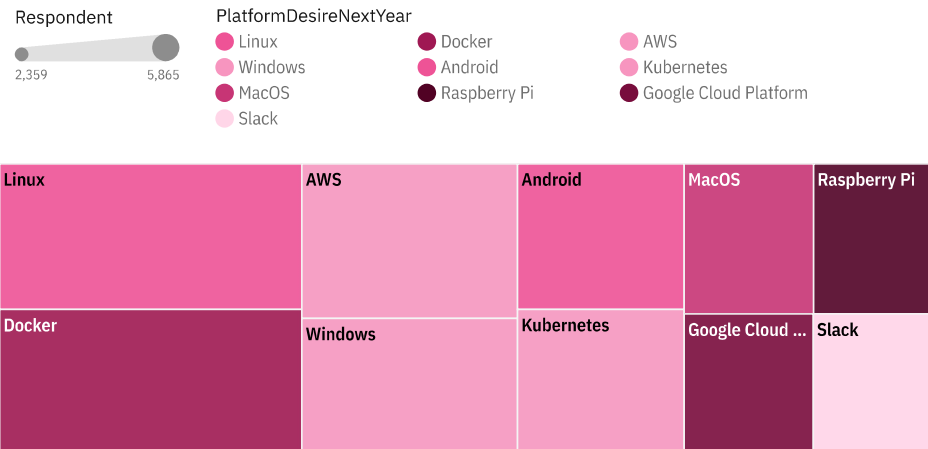 Respondent
2,359
5,865
PlatformDesireNextYear
Linux
Docker
AWS
Windows
Android
Kubernetes
MacOS
Raspberry Pi
Google Cloud Platform
Slack
Linux
AWS
Android
MacOS
Raspberry Pi
Docker
Windows
Kubernetes
Google Cloud ...
Slack